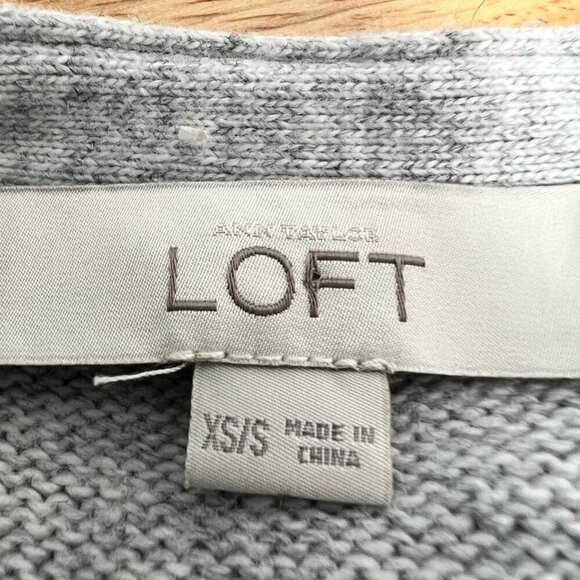 ANN TAYLOR
LOFT
XS/S MADE IN
CHINA